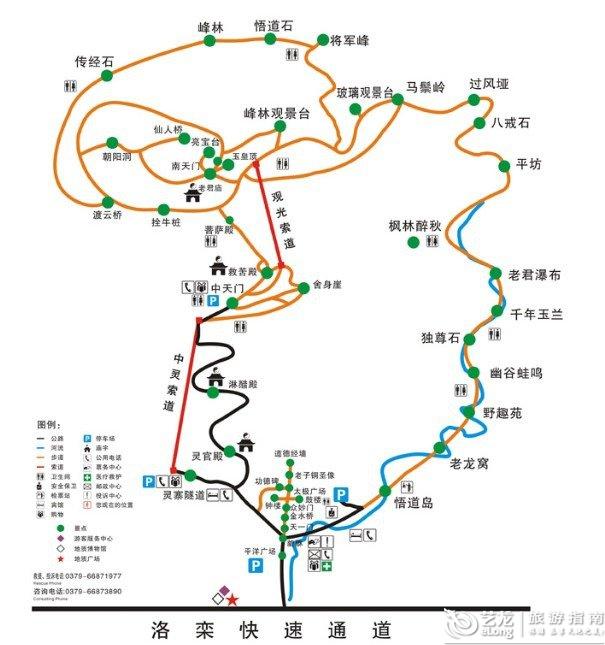 峰林
悟道石
将军峰
传经石
玻璃观景台
马鬃岭
过风垭
峰林观景台
八戒石
仙人桥
亮宝台
朝阳洞
玉皇顶
南天门
平坊
老君庙
观光索道
渡云桥
拴牛桩
菩萨殿
枫林醉秋
救苦殿
老君瀑布
中天门
舍身崖
P
千年玉兰
独尊石
中灵索道
淋醋殿
幽谷蛙鸣
野趣苑
图例:
公路
P 停车场
河流
庙宇
步道
公用电话
索道
票务中心
卫生间
医疗救护
安全保卫
邮政中心
检票站
投诉中心
宾馆
您现在的位置
购物
景点
游客服务中心
地质博物馆
地质广场
灵官殿
道德经墙
老龙窝
老子铜圣像
功德碑
太极广场
P
灵寨隧道
钟楼
鼓楼
P
悟道岛
众妙门
金水桥
天一门
平洋广场
P
救援、投诉电话:0379-66871977
Rescue Phone
咨询电话:0379-66873890
Consulting Phone
洛栾快速通道
艺龙
eLong
旅游指南